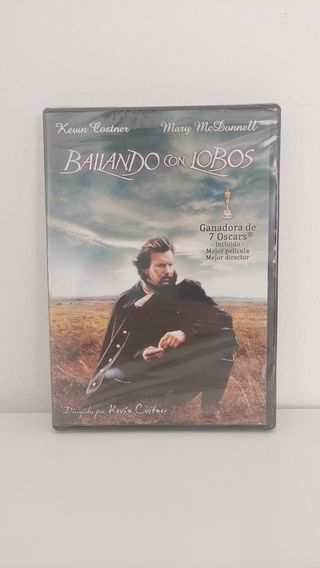 Kevin Costner Mary McDonnell
BAILANDO CON LOBOS
Ganadora de
7 Oscars®
- Incluido -
Mejor película
Mejor director
Dirigida por Kevin Costner